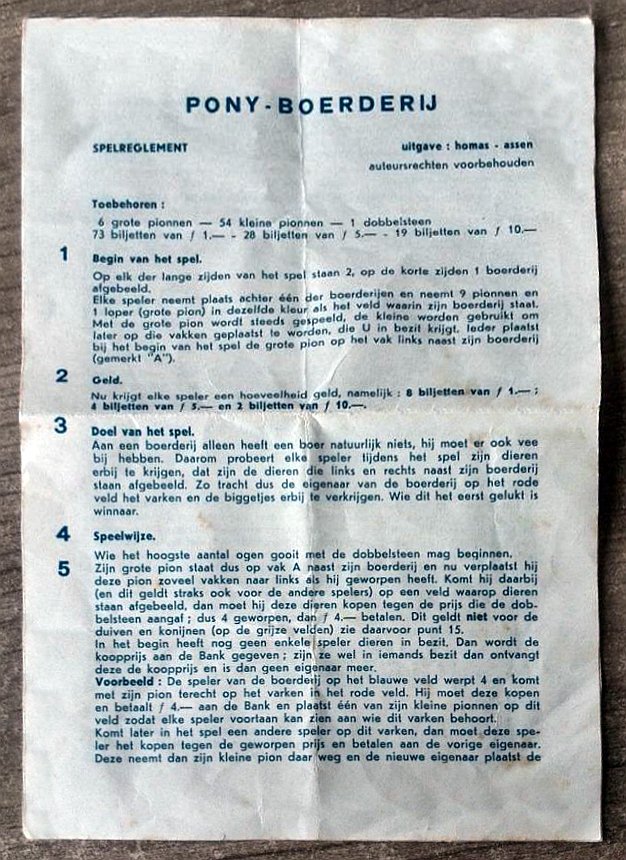 PONY-BOERDERIJ
SPELREGLEMENT
uitgave : homas - assen
auteursrechten voorbehouden
Toebehoren :
6 grote pionnen — 54 kleine pionnen — 1 dobbelsteen
73 biljetten van ƒ 1.— - 28 biljetten van ƒ 5.— - 19 biljetten van ƒ 10.—
1 Begin van het spel.
Op elk der lange zijden van het spel staan 2, op de korte zijden 1 boerderij
afgebeeld.
Elke speler neemt plaats achter één der boerderijen en neemt 9 pionnen en
1 loper (grote pion) in dezelfde kleur als het veld waarin zijn boerderij staat.
Met de grote pion wordt steeds gespeeld, de kleine worden gebruikt om
later op die vakken geplaatst te worden, die U in bezit krijgt. Ieder plaatst
bij het begin van het spel de grote pion op het vak links naast zijn boerderij
(gemerkt "A").
2 Geld.
Nu krijgt elke speler een hoeveelheid geld, namelijk : 8 biljetten van ƒ 1.— ;
4 biljetten van ƒ 5.— en 2 biljetten van ƒ 10.—.
3 Doel van het spel.
Aan een boerderij alleen heeft een boer natuurlijk niets, hij moet er ook vee
bij hebben. Daarom probeert elke speler tijdens het spel zijn dieren
erbij te krijgen, dat zijn de dieren die links en rechts naast zijn boerderij
staan afgebeeld. Zo tracht dus de eigenaar van de boerderij op het rode
veld het varken en de biggetjes erbij te verkrijgen. Wie dit het eerst gelukt is
winnaar.
4 Speelwijze.
Wie het hoogste aantal ogen gooit met de dobbelsteen mag beginnen.
5 Zijn grote pion staat dus op vak A naast zijn boerderij en nu verplaatst hij
deze pion zoveel vakken naar links als hij geworpen heeft. Komt hij daarbij
(en dit geldt straks ook voor de andere spelers) op een veld waarop dieren
staan afgebeeld, dan moet hij deze dieren kopen tegen de prijs die de dob-
belsteen aangaf ; dus 4 geworpen, dan ƒ 4.— betalen. Dit geldt niet voor de
duiven en konijnen (op de grijze velden) zie daarvoor punt 15.
In het begin heeft nog geen enkele speler dieren in bezit. Dan wordt de
koopprijs aan de Bank gegeven ; zijn ze wel in iemands bezit dan ontvangt
deze de koopprijs en is dan geen eigenaar meer.
Voorbeeld : De speler van de boerderij op het blauwe veld werpt 4 en komt
met zijn pion terecht op het varken in het rode veld. Hij moet deze kopen
en betaalt ƒ 4.— aan de Bank en plaatst één van zijn kleine pionnen op dit
veld zodat elke speler voortaan kan zien aan wie dit varken behoort.
Komt later in het spel een andere speler op dit varken, dan moet deze spe-
ler het kopen tegen de geworpen prijs en betalen aan de vorige eigenaar.
Deze neemt dan zijn kleine pion daar weg en de nieuwe eigenaar plaatst de